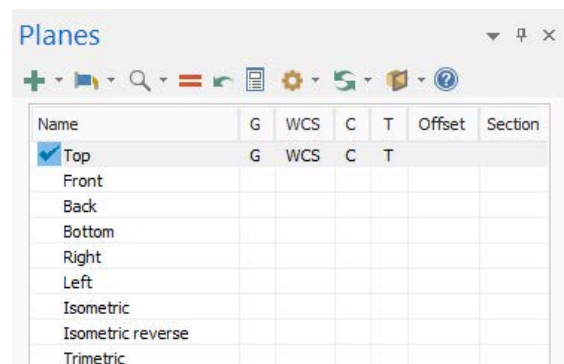 Planes
Name G WCS C T Offset Section
Top G WCS C T
Front
Back
Bottom
Right
Left
Isometric
Isometric reverse
Trimetric